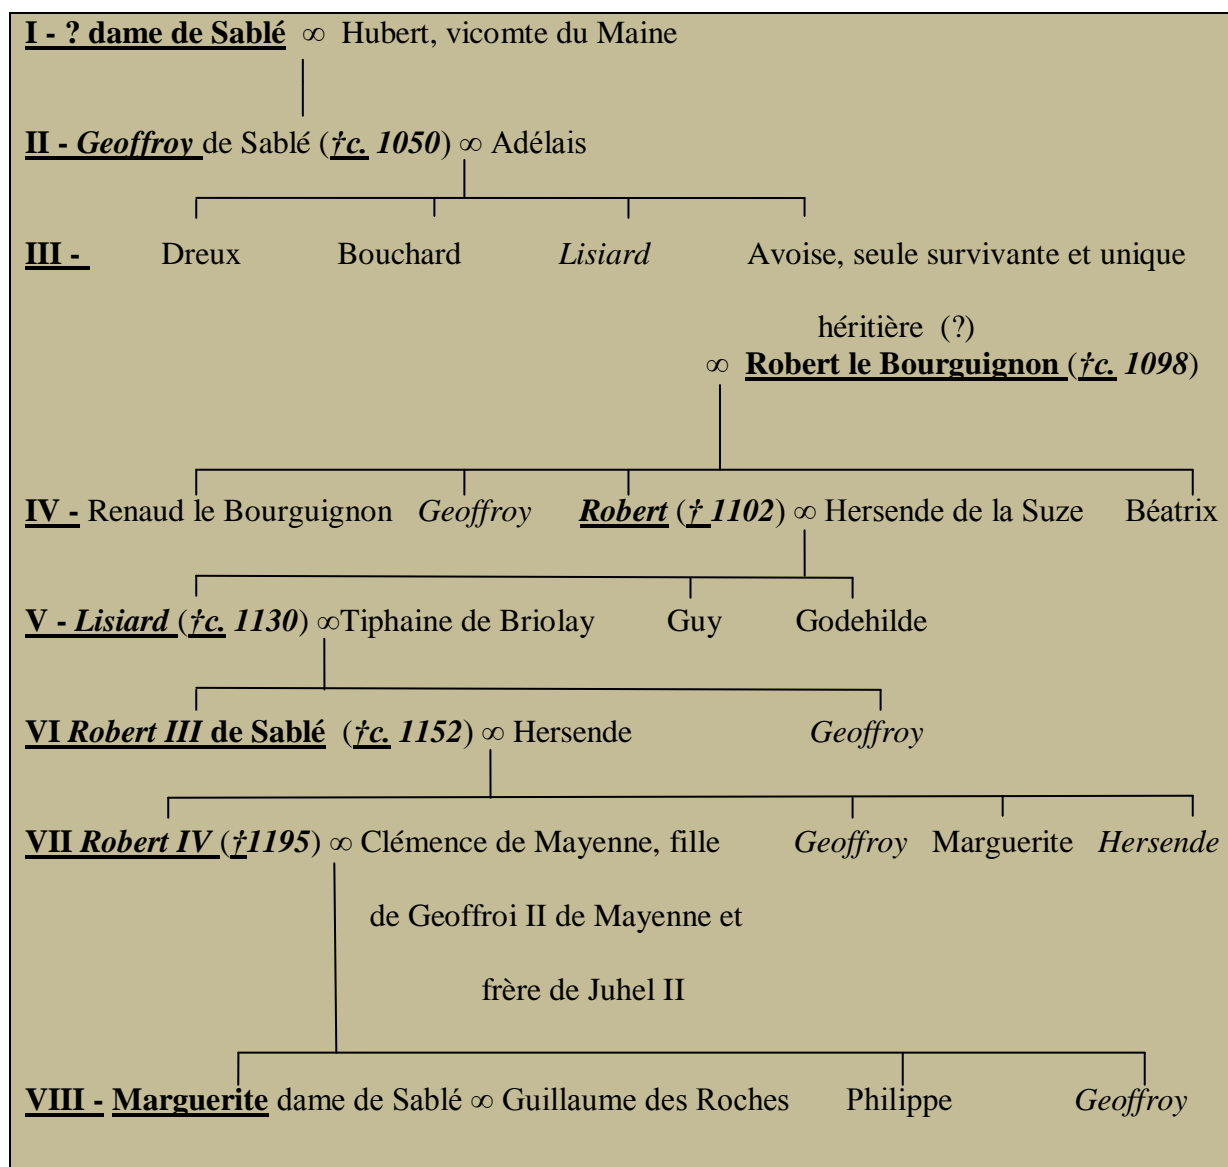 I - ? dame de Sablé ∞ Hubert, vicomte du Maine
II - Geoffroy de Sablé (†c. 1050) ∞ Adélais
III - Dreux Bouchard Lisiard Avoise, seule survivante et unique
héritière (?)
∞ Robert le Bourguignon (†c. 1098)
IV - Renaud le Bourguignon Geoffroy Robert († 1102) ∞ Hersende de la Suze Béatrix
V - Lisiard (†c. 1130) ∞Tiphaine de Briolay Guy Godehilde
VI Robert III de Sablé (†c. 1152) ∞ Hersende Geoffroy
VII Robert IV (†1195) ∞ Clémence de Mayenne, fille Geoffroy Marguerite Hersende
de Geoffroi II de Mayenne et
frère de Juhel II
VIII - Marguerite dame de Sablé ∞ Guillaume des Roches Philippe Geoffroy